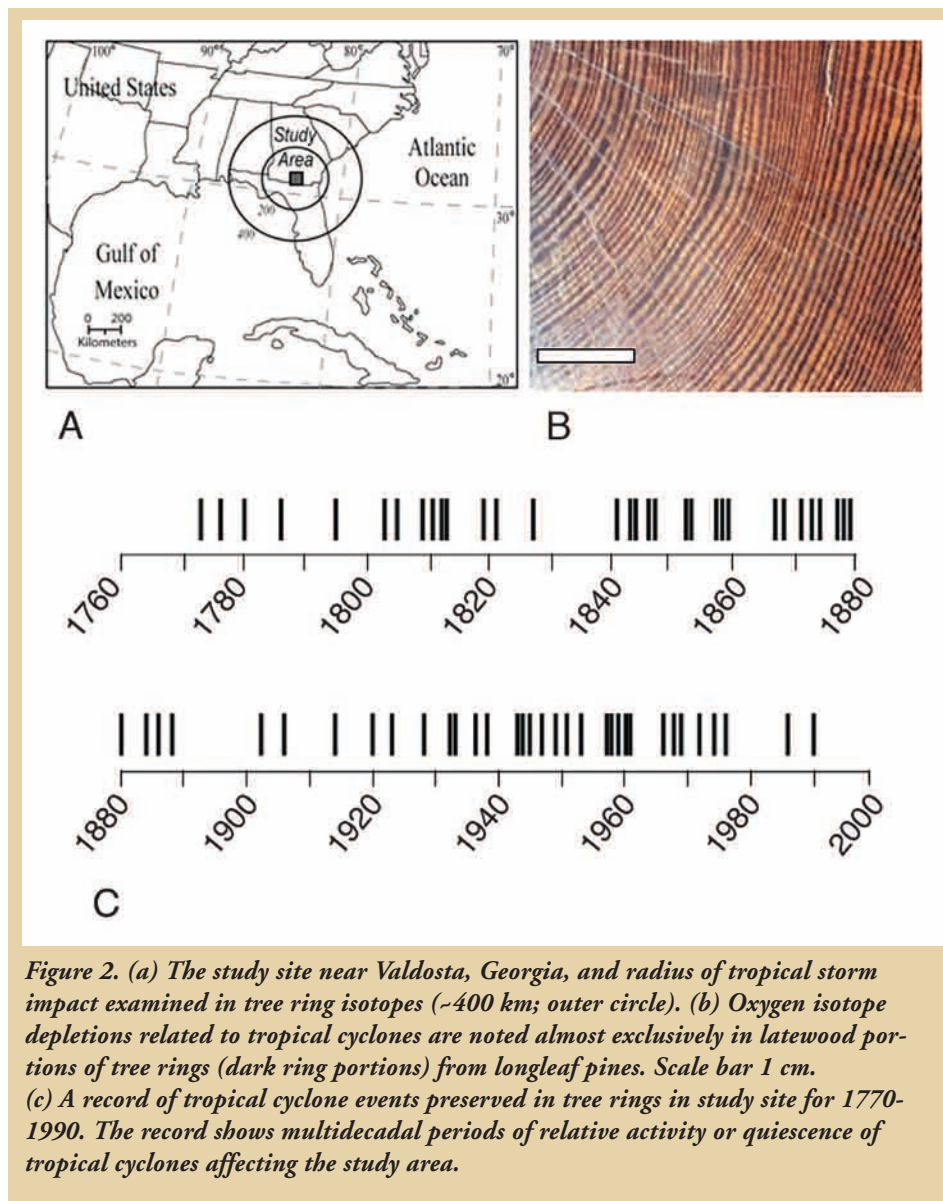 100°
90°
80°
70°
United States
Study
Area
Atlantic
Ocean
200
400
30°
Gulf of
Mexico
0 200
Kilometers
20°
A
B
1760
1780
1800
1820
1840
1860
1880
1880
1900
1920
1940
1960
1980
2000
C
Figure 2. (a) The study site near Valdosta, Georgia, and radius of tropical storm
impact examined in tree ring isotopes (~400 km; outer circle). (b) Oxygen isotope
depletions related to tropical cyclones are noted almost exclusively in latewood por-
tions of tree rings (dark ring portions) from longleaf pines. Scale bar 1 cm.
(c) A record of tropical cyclone events preserved in tree rings in study site for 1770-
1990. The record shows multidecadal periods of relative activity or quiescence of
tropical cyclones affecting the study area.